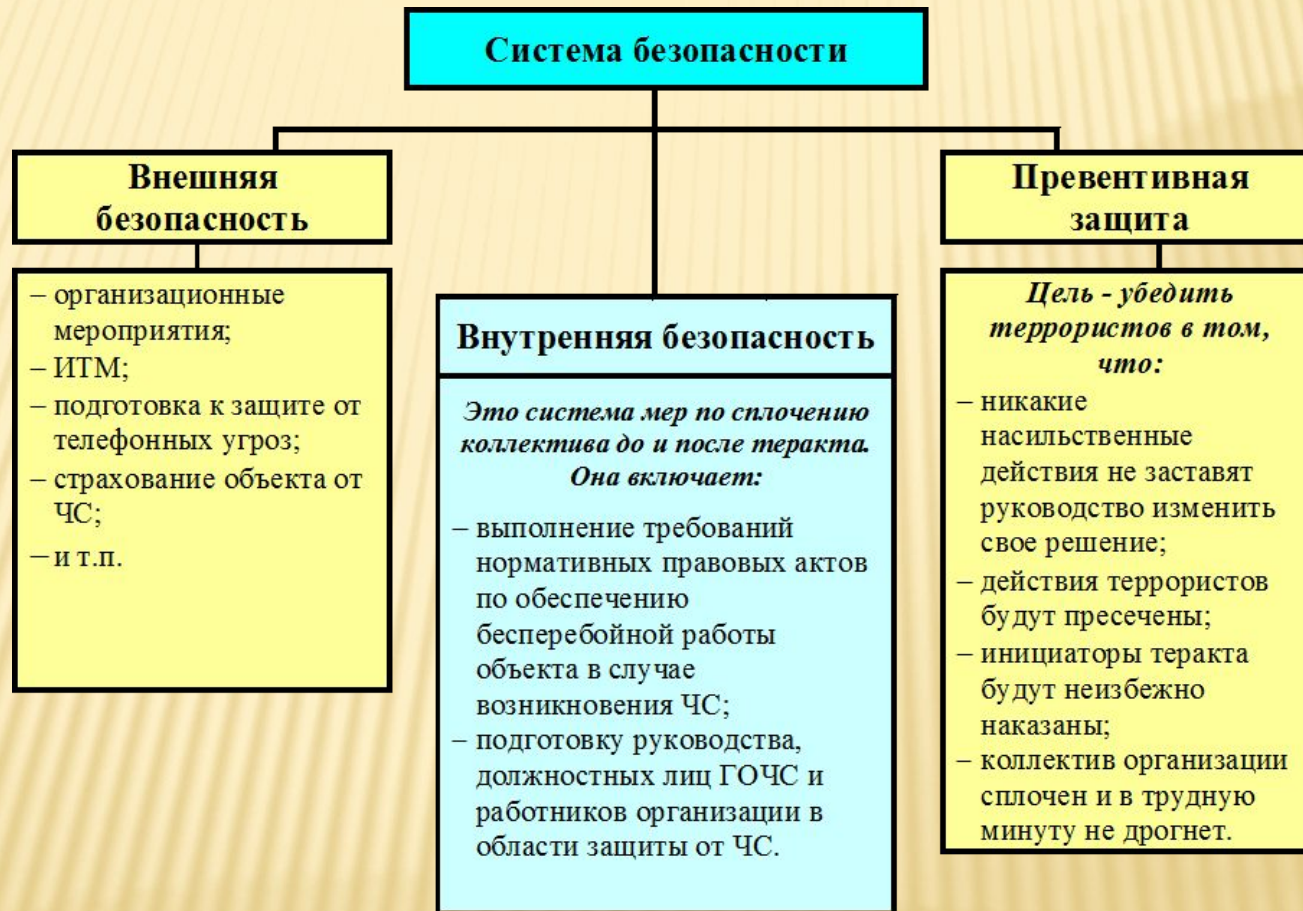 Система безопасности
Внешняя
безопасность
– организационные
мероприятия;
– ИТМ;
– подготовка к защите от
телефонных угроз;
– страхование объекта от
ЧС;
– и т.п.
Внутренняя безопасность
Это система мер по сплочению
коллектива до и после теракта.
Она включает:
– выполнение требований
нормативных правовых актов
по обеспечению
бесперебойной работы
объекта в случае
возникновения ЧС;
– подготовку руководства,
должностных лиц ГОЧС и
работников организации в
области защиты от ЧС.
Превентивная
защита
Цель - убедить
террористов в том,
что:
– никакие
насильственные
действия не заставят
руководство изменить
свое решение;
– действия террористов
будут пресечены;
– инициаторы теракта
будут неизбежно
наказаны;
– коллектив организации
сплочен и в трудную
минуту не дрогнет.